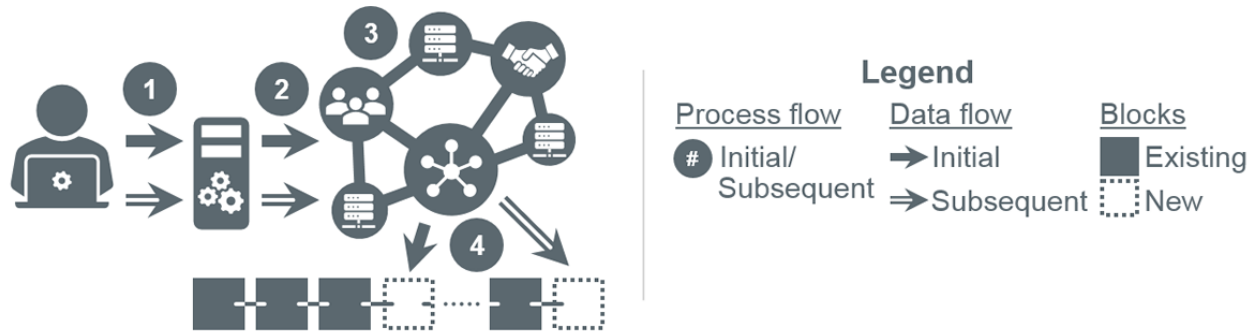 1
2
3
4
Legend
Process flow
# Initial/
Subsequent
Data flow
Initial
Subsequent
Blocks
Existing
New